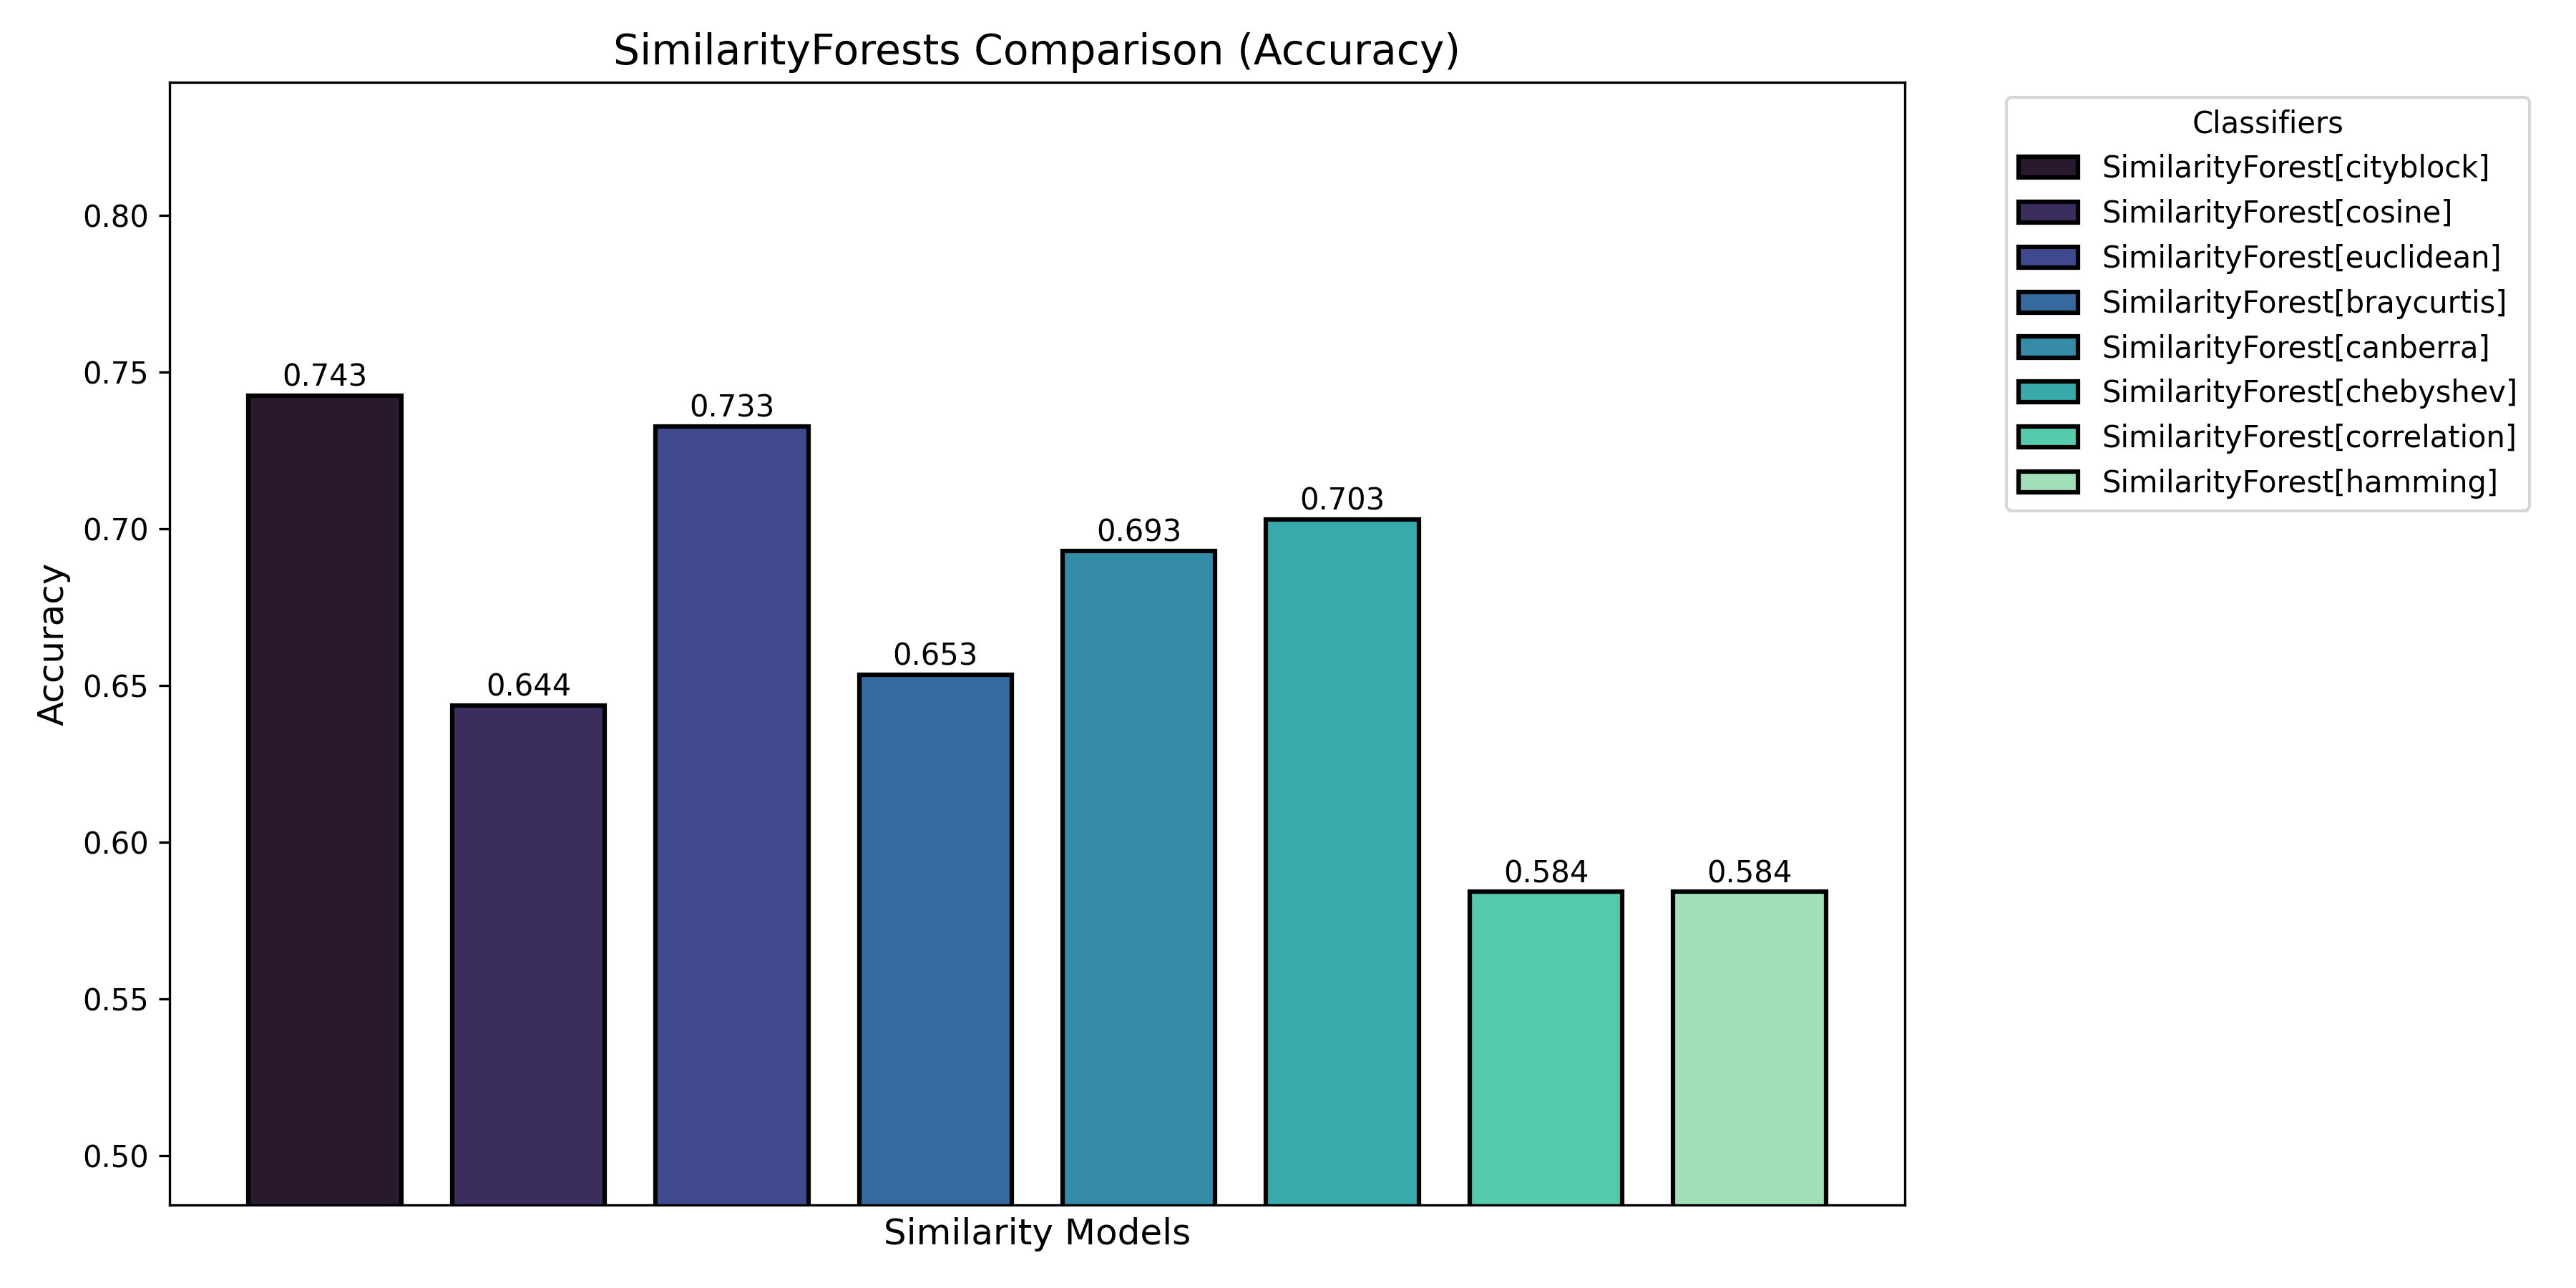 SimilarityForests Comparison (Accuracy)
Accuracy
0.80
0.75
0.70
0.65
0.60
0.55
0.50
0.743
0.644
0.733
0.653
0.693
0.703
0.584
0.584
Similarity Models
Classifiers
SimilarityForest[cityblock]
SimilarityForest[cosine]
SimilarityForest[euclidean]
SimilarityForest[braycurtis]
SimilarityForest[canberra]
SimilarityForest[chebyshev]
SimilarityForest[correlation]
SimilarityForest[hamming]